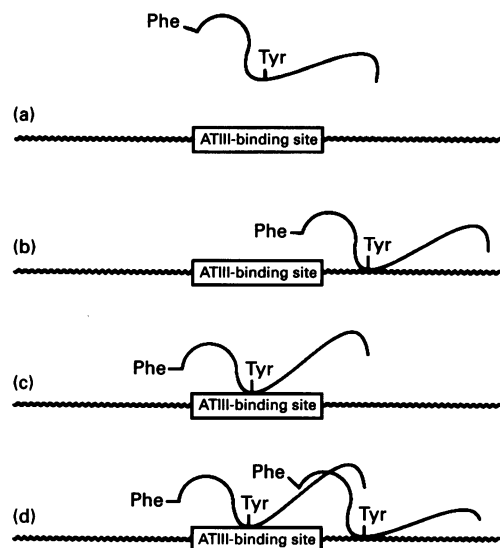 Phe
Tyr
(a)
ATIII-binding site
Phe
Tyr
(b)
ATIII-binding site
Phe
Tyr
(c)
ATIII-binding site
Phe
Phe
Tyr
Tyr
(d)
ATIII-binding site